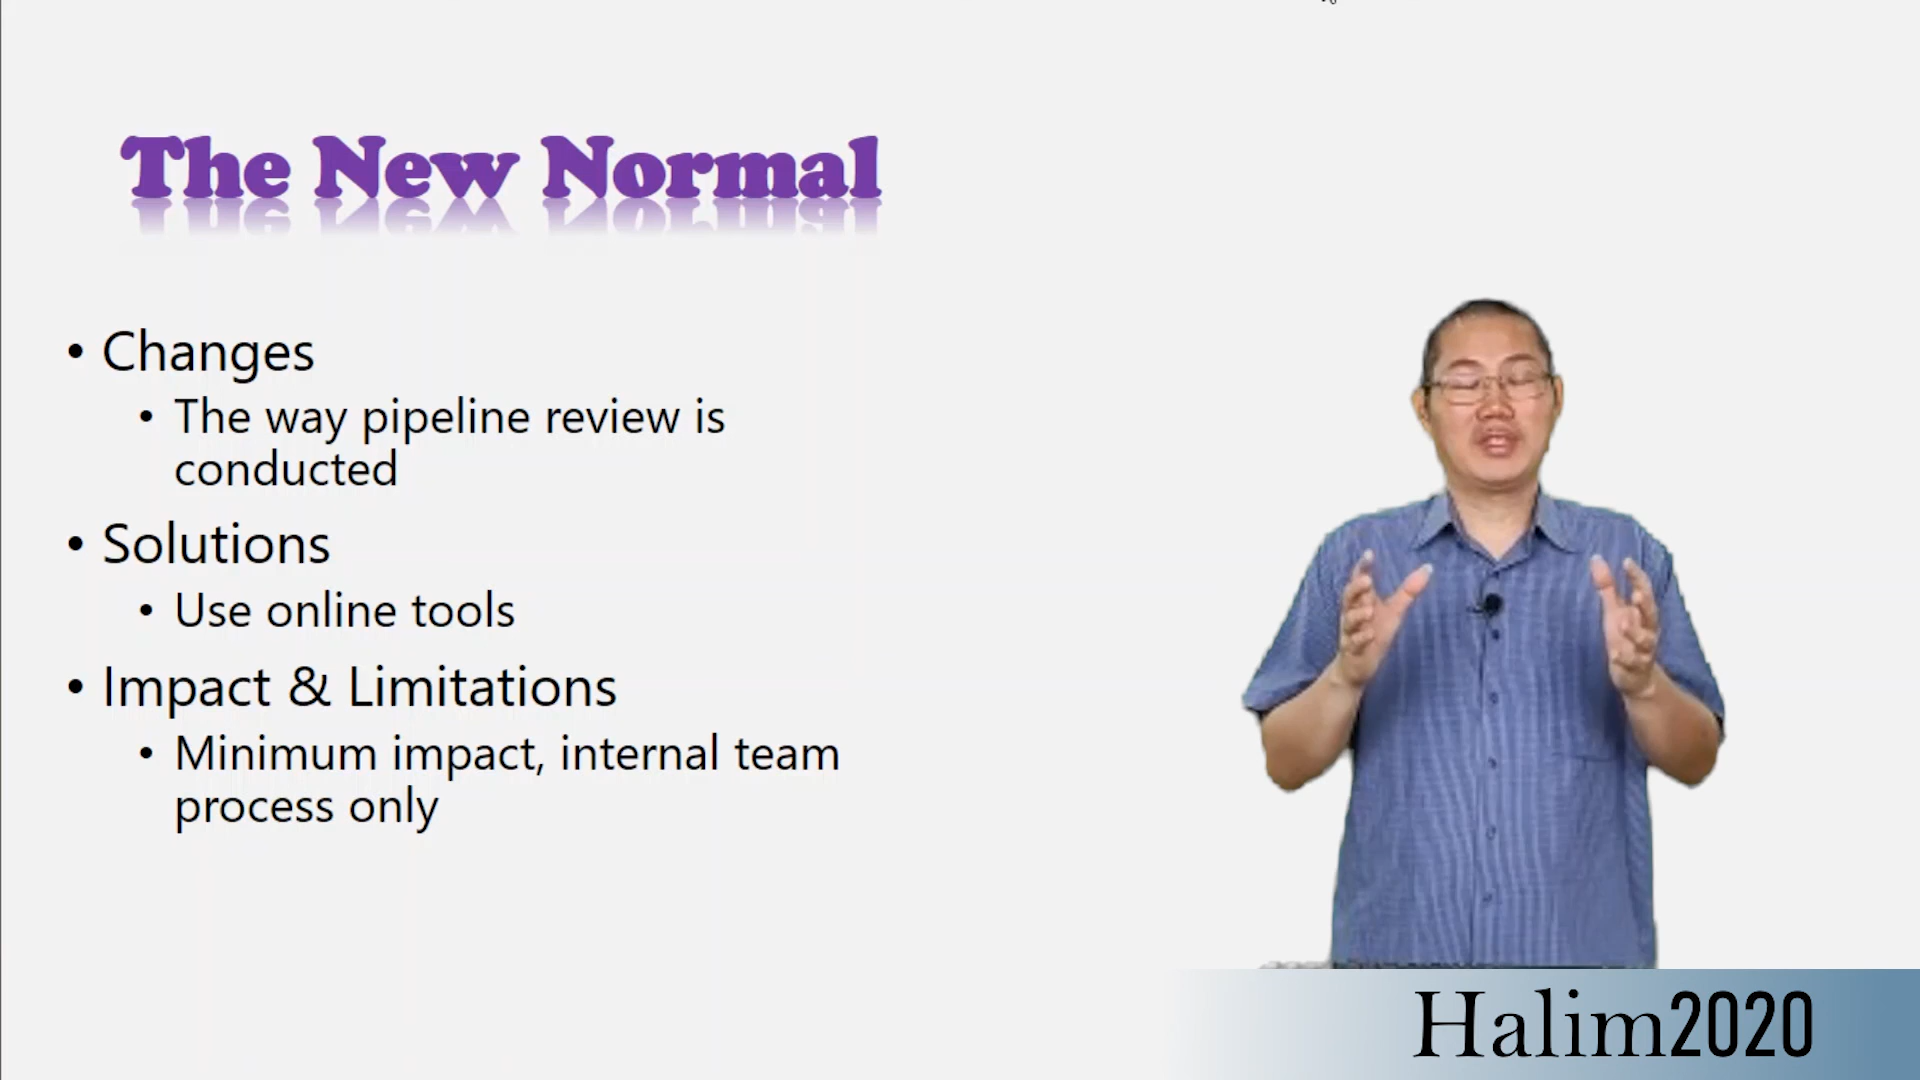 The New Normal
• Changes
• The way pipeline review is
conducted
• Solutions
• Use online tools
• Impact & Limitations
• Minimum impact, internal team
process only
Halim2020